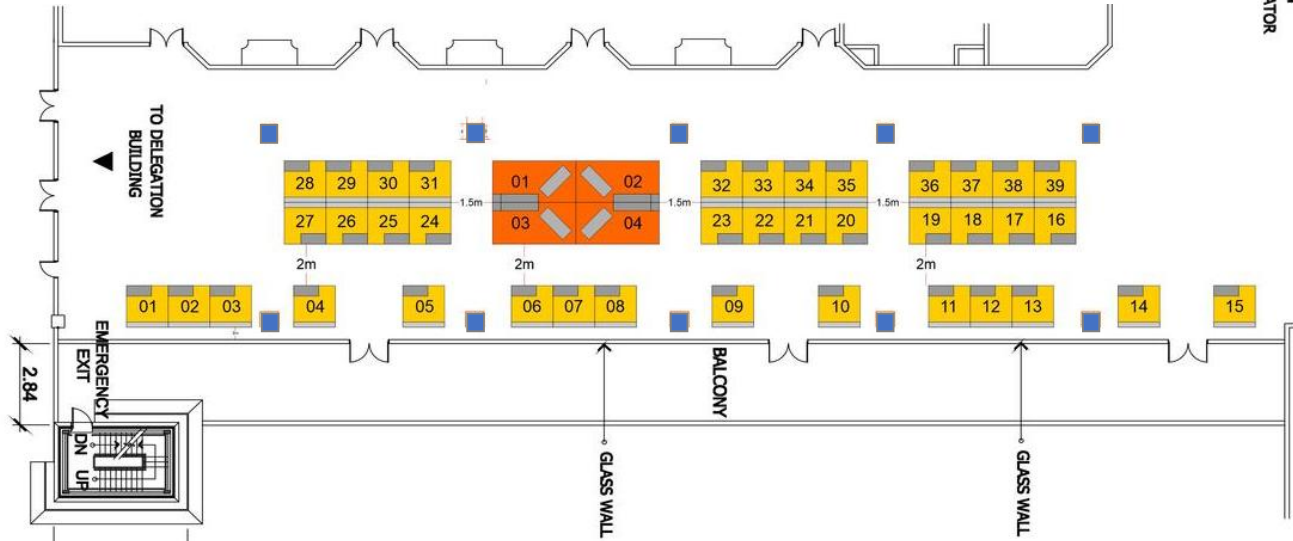 ATOR
TO DELEGATION
BUILDING
28 29 30 31
01 02
32 33 34 35
36 37 38 39
1.5m 1.5m 1.5m
27 26 25 24
03 04
23 22 21 20
19 18 17 16
2m 2m 2m
01 02 03 04 05 06 07 08 09 10 11 12 13 14 15
EMERGENCY
EXIT
BALCONY
2.84
DN UP
GLASS WALL
GLASS WALL